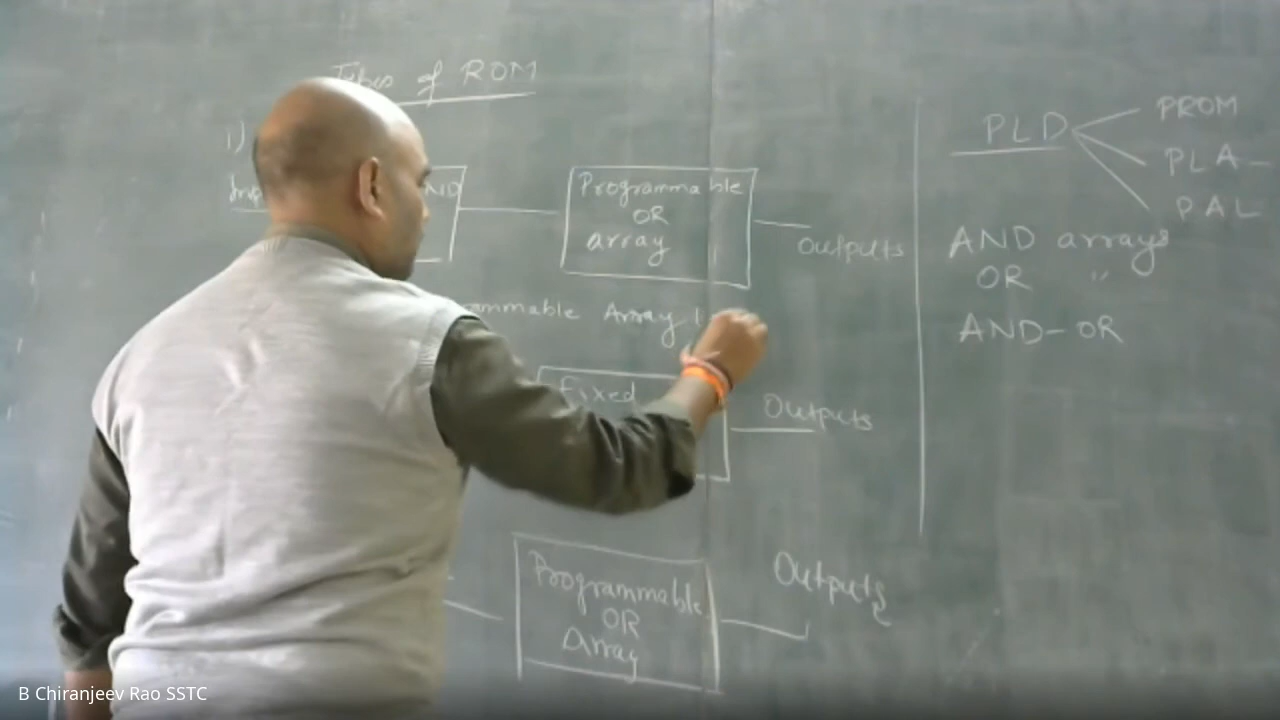 Types of ROM
1)
Programmable
OR
array
Outputs
Array
Fixed
Outputs
Programmable
OR
Array
Outputs
PLD
PROM
PLA
PAL
AND arrays
OR "
AND-OR
B Chiranjeev Rao SSTC